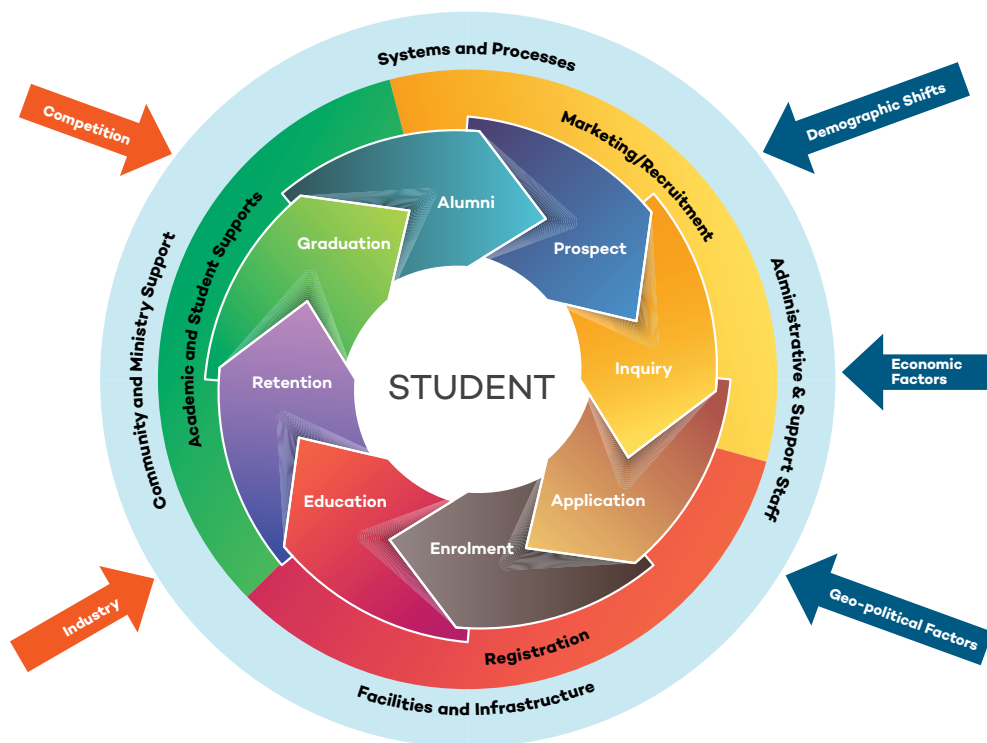 Systems and Processes
Competition
Demographic Shifts
Marketing/Recruitment
Alumni
Graduation
Prospect
Academic and Student Supports
Community and Ministry Support
Administrative & Support Staff
Inquiry
Economic
Factors
Retention
STUDENT
Education
Application
Enrolment
Industry
Geo-political Factors
Registration
Facilities and Infrastructure